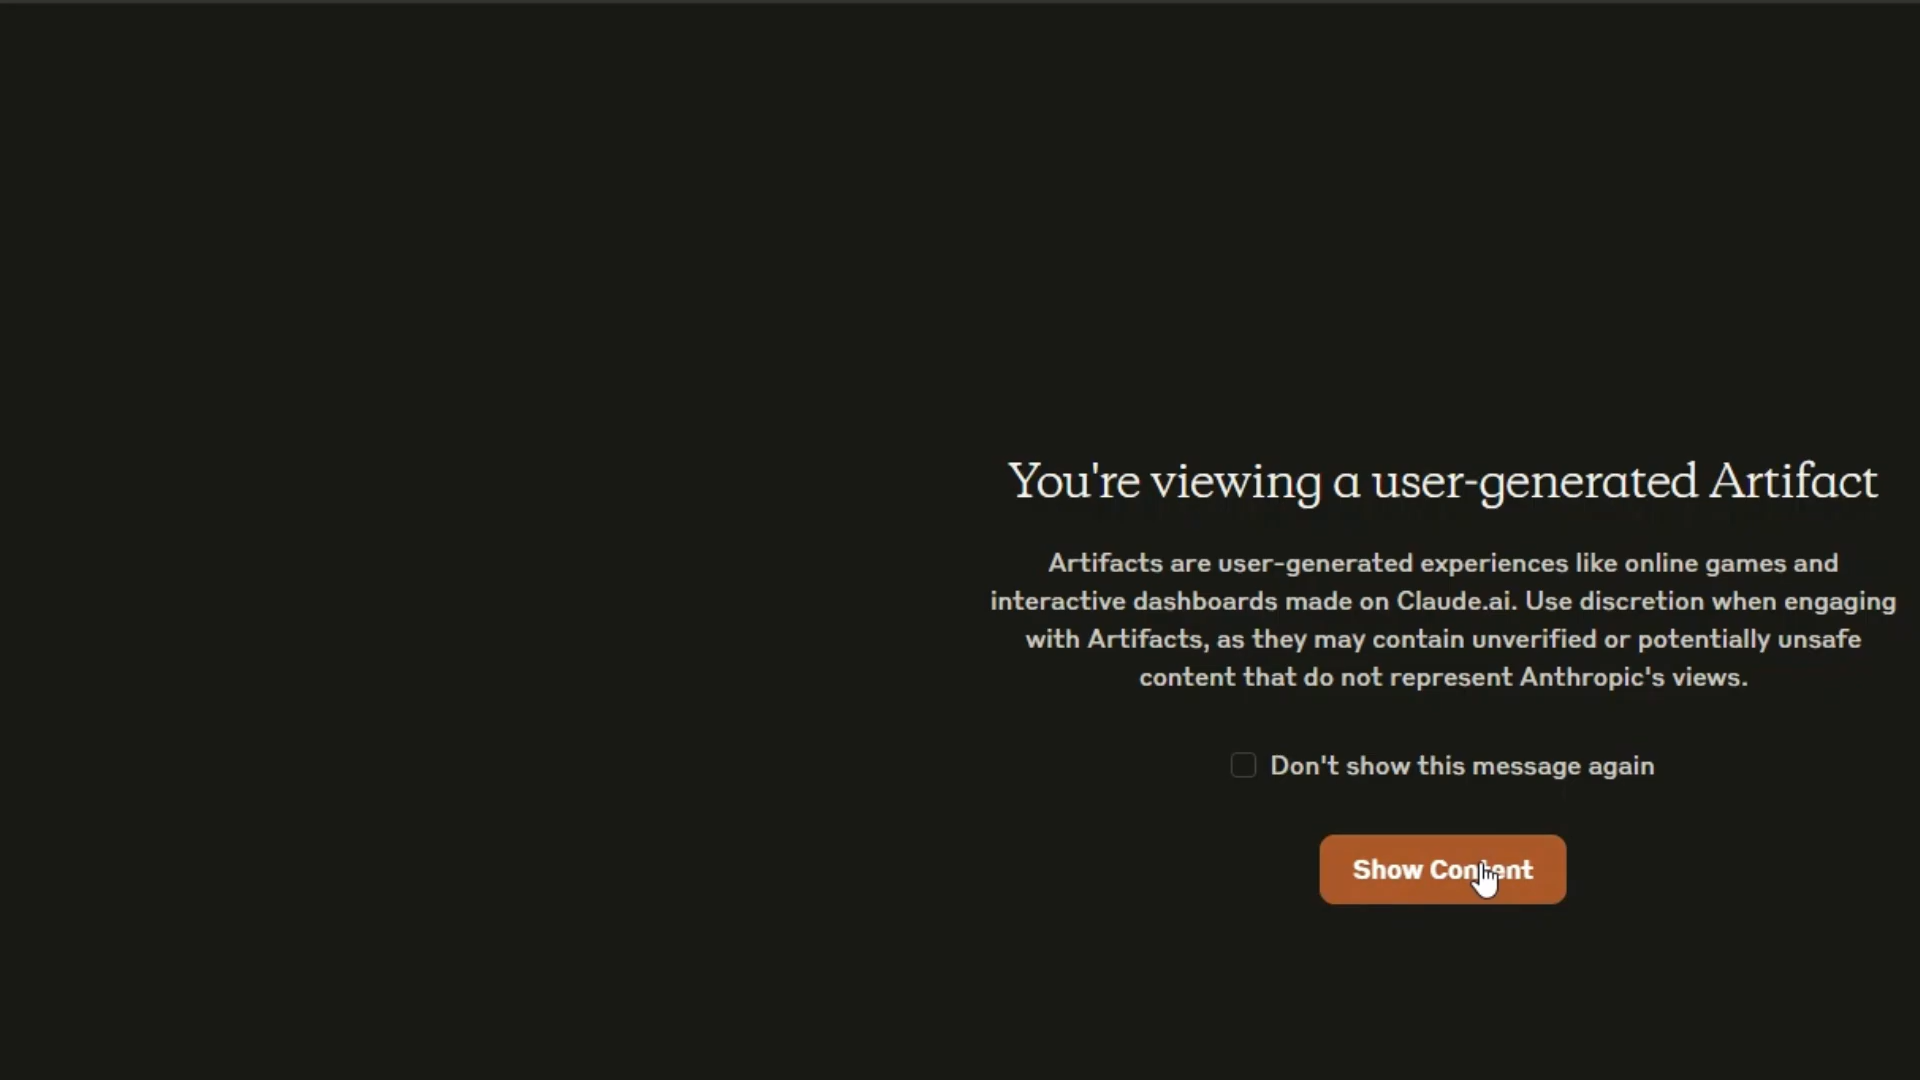 You're viewing a user-generated Artifact
Artifacts are user-generated experiences like online games and
interactive dashboards made on Claude.ai. Use discretion when engaging
with Artifacts, as they may contain unverified or potentially unsafe
content that do not represent Anthropic's views.
Don't show this message again
Show Content